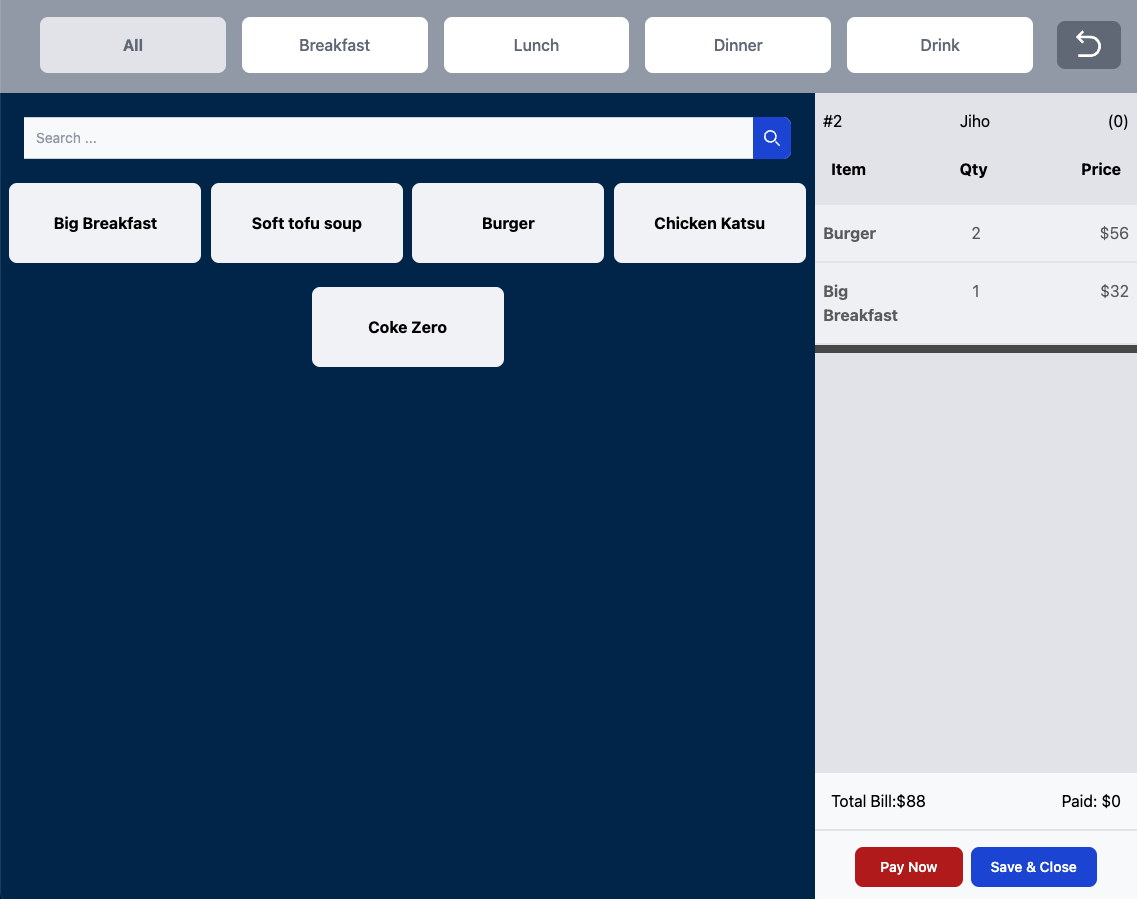 All Breakfast Lunch Dinner Drink
Search ...
Big Breakfast Soft tofu soup Burger Chicken Katsu
Coke Zero
#2 Jiho (0)
Item Qty Price
Burger 2 $56
Big 1 $32
Breakfast
Total Bill:$88 Paid: $0
Pay Now Save & Close